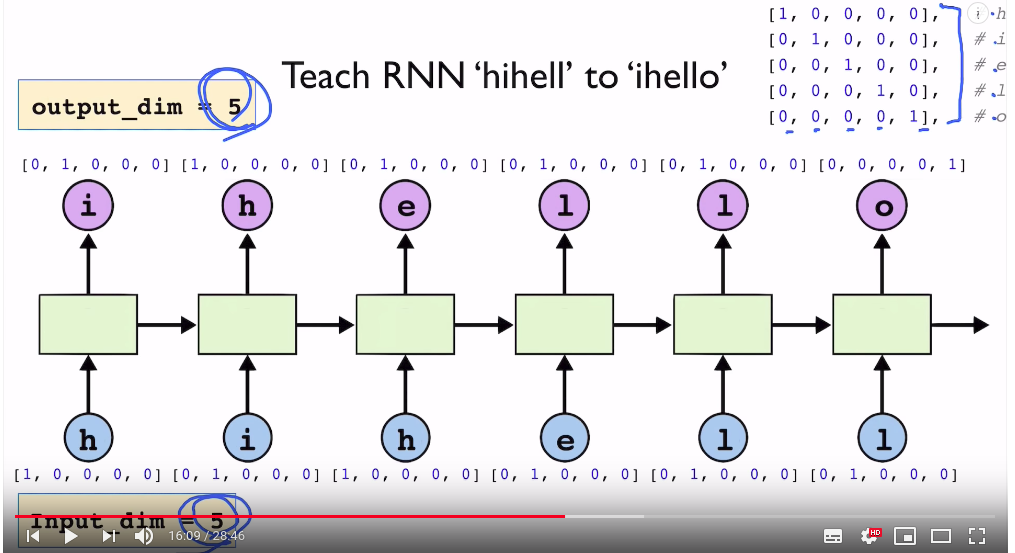 [1, 0, 0, 0, 0], # h
[0, 1, 0, 0, 0], # i
[0, 0, 1, 0, 0], # e
[0, 0, 0, 1, 0], # l
[0, 0, 0, 0, 1], # o
Teach RNN ‘hihell’ to ‘ihello’
output_dim = 5
[0, 1, 0, 0, 0] [1, 0, 0, 0, 0] [0, 1, 0, 0, 0] [0, 1, 0, 0, 0] [0, 1, 0, 0, 0] [0, 0, 0, 0, 1]
i h e l l o
h i h e l l
[1, 0, 0, 0, 0] [0, 1, 0, 0, 0] [1, 0, 0, 0, 0] [0, 1, 0, 0, 0] [0, 1, 0, 0, 0] [0, 1, 0, 0, 0]
Input_dim = 5
16:09 / 28:46
HD